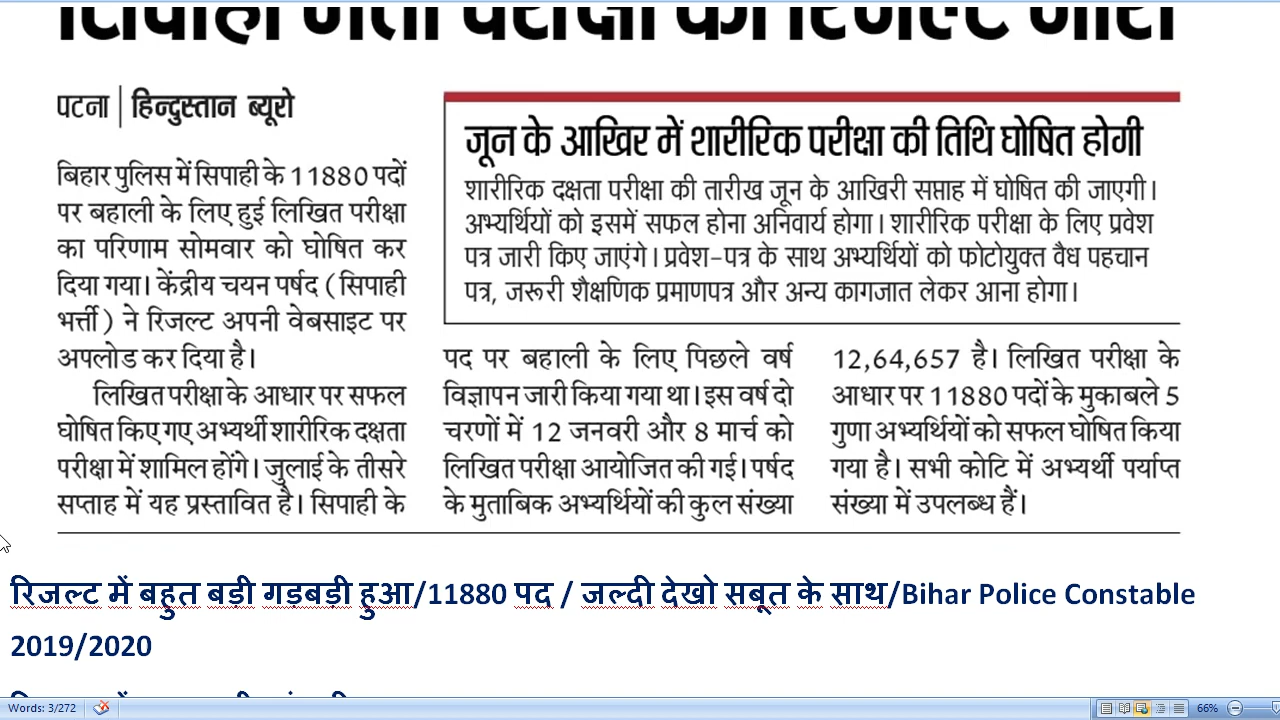 सिपाही भर्ती परीक्षा का रिजल्ट जारी
पटना | हिन्दुस्तान ब्यूरो
बिहार पुलिस में सिपाही के 11880 पदों
पर बहाली के लिए हुई लिखित परीक्षा
का परिणाम सोमवार को घोषित कर
दिया गया। केंद्रीय चयन पर्षद (सिपाही
भर्त्ती) ने रिजल्ट अपनी वेबसाइट पर
अपलोड कर दिया है।
लिखित परीक्षा के आधार पर सफल
घोषित किए गए अभ्यर्थी शारीरिक दक्षता
परीक्षा में शामिल होंगे। जुलाई के तीसरे
सप्ताह में यह प्रस्तावित है। सिपाही के
जून के आखिर में शारीरिक परीक्षा की तिथि घोषित होगी
शारीरिक दक्षता परीक्षा की तारीख जून के आखिरी सप्ताह में घोषित की जाएगी।
अभ्यर्थियों को इसमें सफल होना अनिवार्य होगा। शारीरिक परीक्षा के लिए प्रवेश
पत्र जारी किए जाएंगे। प्रवेश-पत्र के साथ अभ्यर्थियों को फोटोयुक्त वैध पहचान
पत्र, जरूरी शैक्षणिक प्रमाणपत्र और अन्य कागजात लेकर आना होगा।
पद पर बहाली के लिए पिछले वर्ष
विज्ञापन जारी किया गया था। इस वर्ष दो
चरणों में 12 जनवरी और 8 मार्च को
लिखित परीक्षा आयोजित की गई। पर्षद
के मुताबिक अभ्यर्थियों की कुल संख्या
12,64,657 है। लिखित परीक्षा के
आधार पर 11880 पदों के मुकाबले 5
गुणा अभ्यर्थियों को सफल घोषित किया
गया है। सभी कोटि में अभ्यर्थी पर्याप्त
संख्या में उपलब्ध हैं।
रिजल्ट में बहुत बड़ी गड़बड़ी हुआ/11880 पद / जल्दी देखो सबूत के साथ/Bihar Police Constable
2019/2020
Words: 3/272
66%